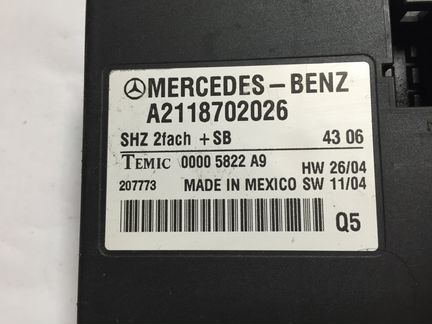 MERCEDES-BENZ
A2118702026
SHZ 2fach +SB 43 06
TEMIC 0000 5822 A9 HW 26/04
207773 MADE IN MEXICO SW 11/04
Q5